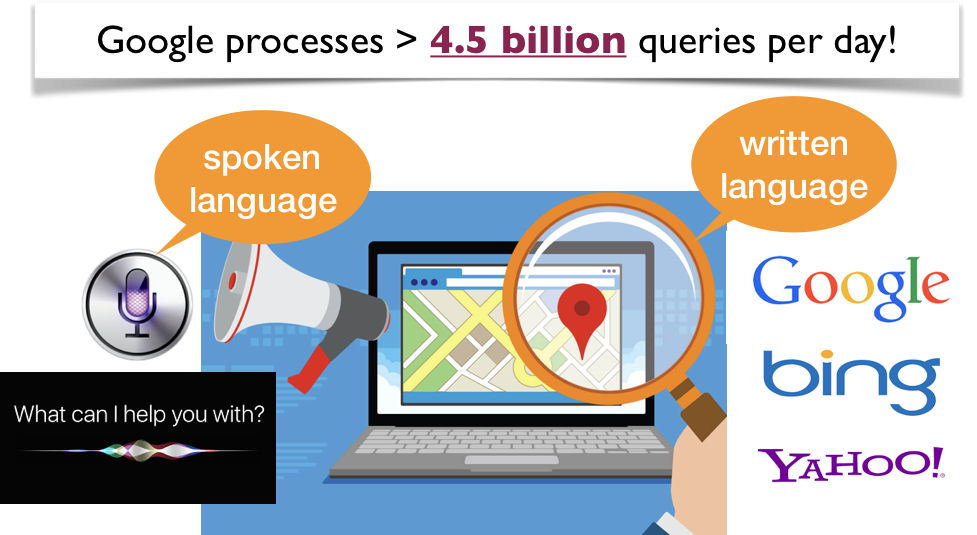 Google processes > 4.5 billion queries per day!
spoken
language
written
language
Google
bing
YAHOO!
What can I help you with?